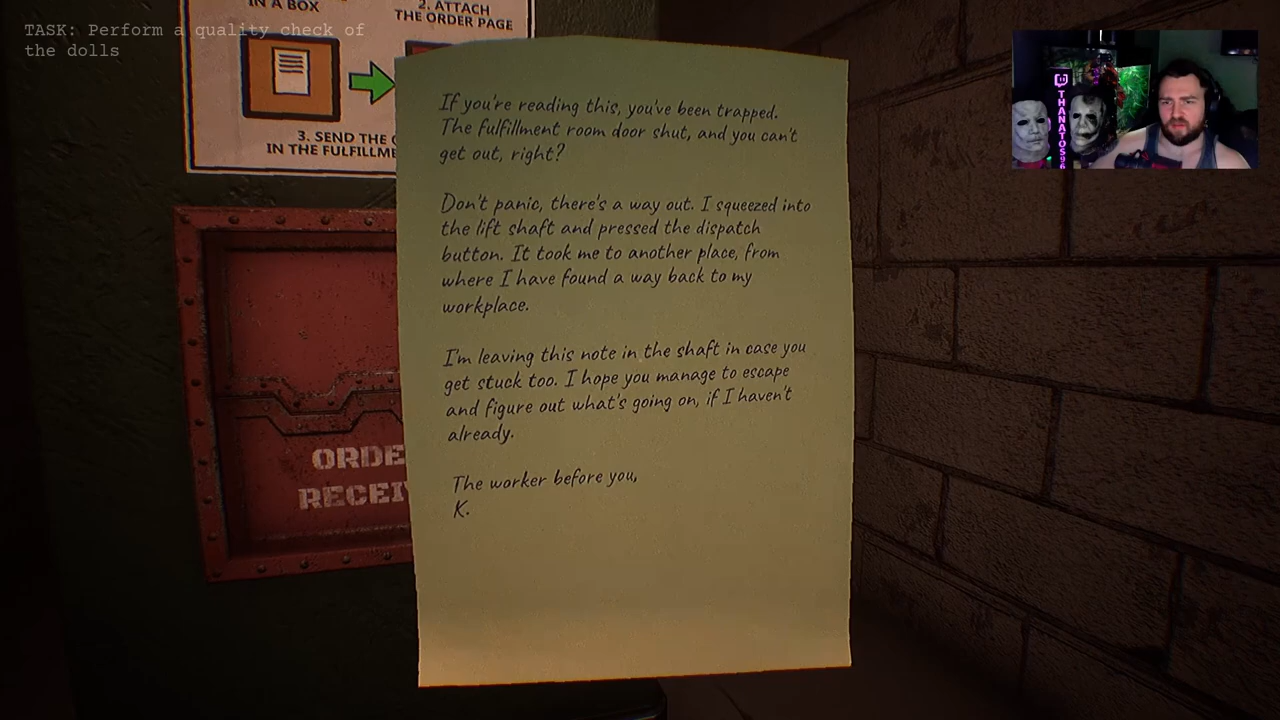 TASK: Perform a quality check of
the dolls
IN A BOX
2. ATTACH
THE ORDER PAGE
3. SEND THE
IN THE
If you're reading this, you've been trapped.
The fulfillment room door shut, and you can't
get out, right?
Don't panic, there's a way out. I squeezed into
the lift shaft and pressed the dispatch
button. It took me to another place, from
where I have found a way back to my
workplace.
I'm leaving this note in the shaft in case you
get stuck too. I hope you manage to escape
and figure out what's going on, if I haven't
already.
The worker before you,
K.
THANATOS96